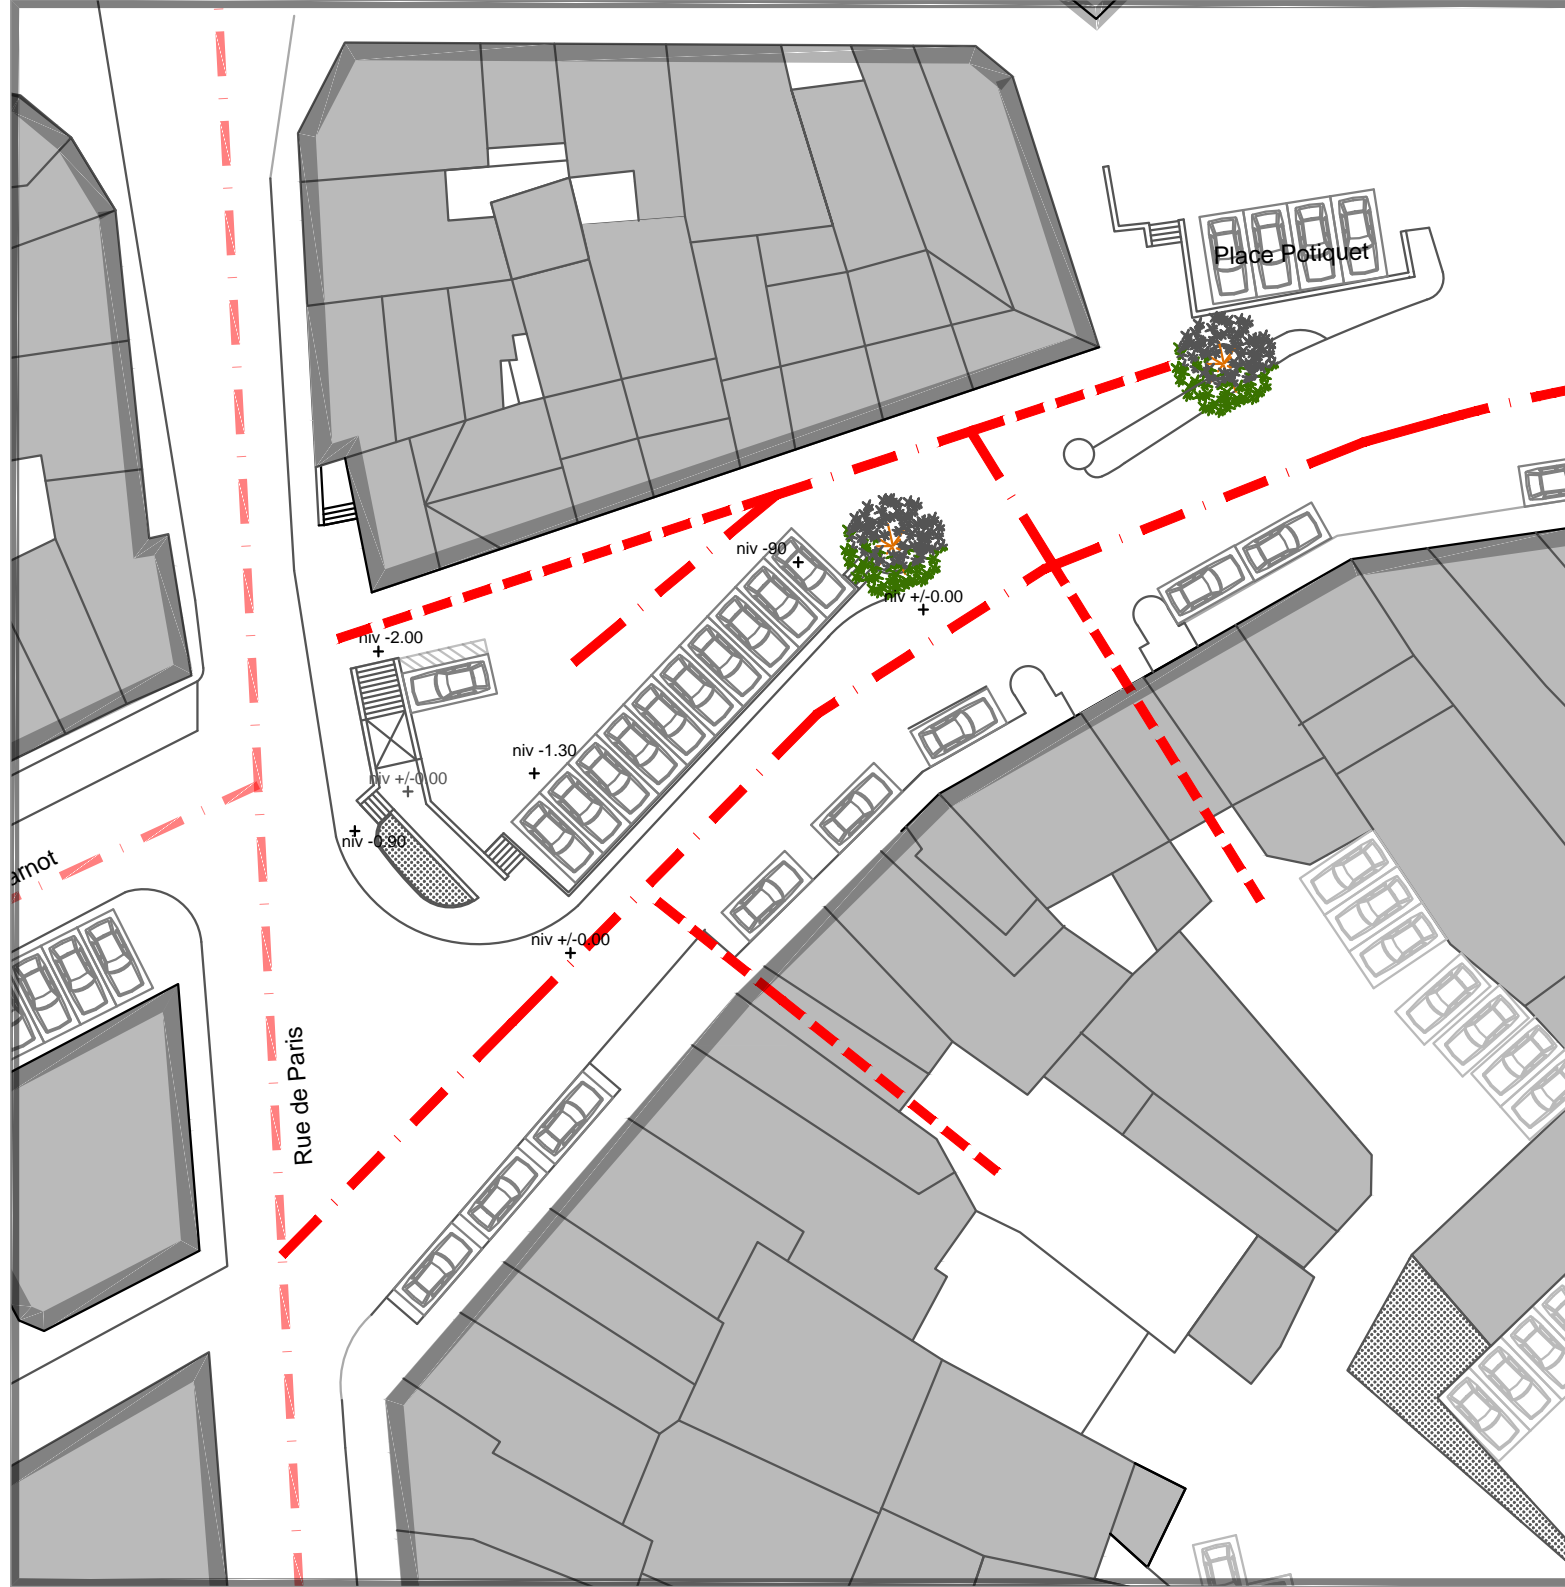 Place Potiquet
niv -90
niv +/-0.00
niv -2.00
niv -1.30
niv +/-0.00
niv -0.90
arnot
niv +/-0.00
Rue de Paris